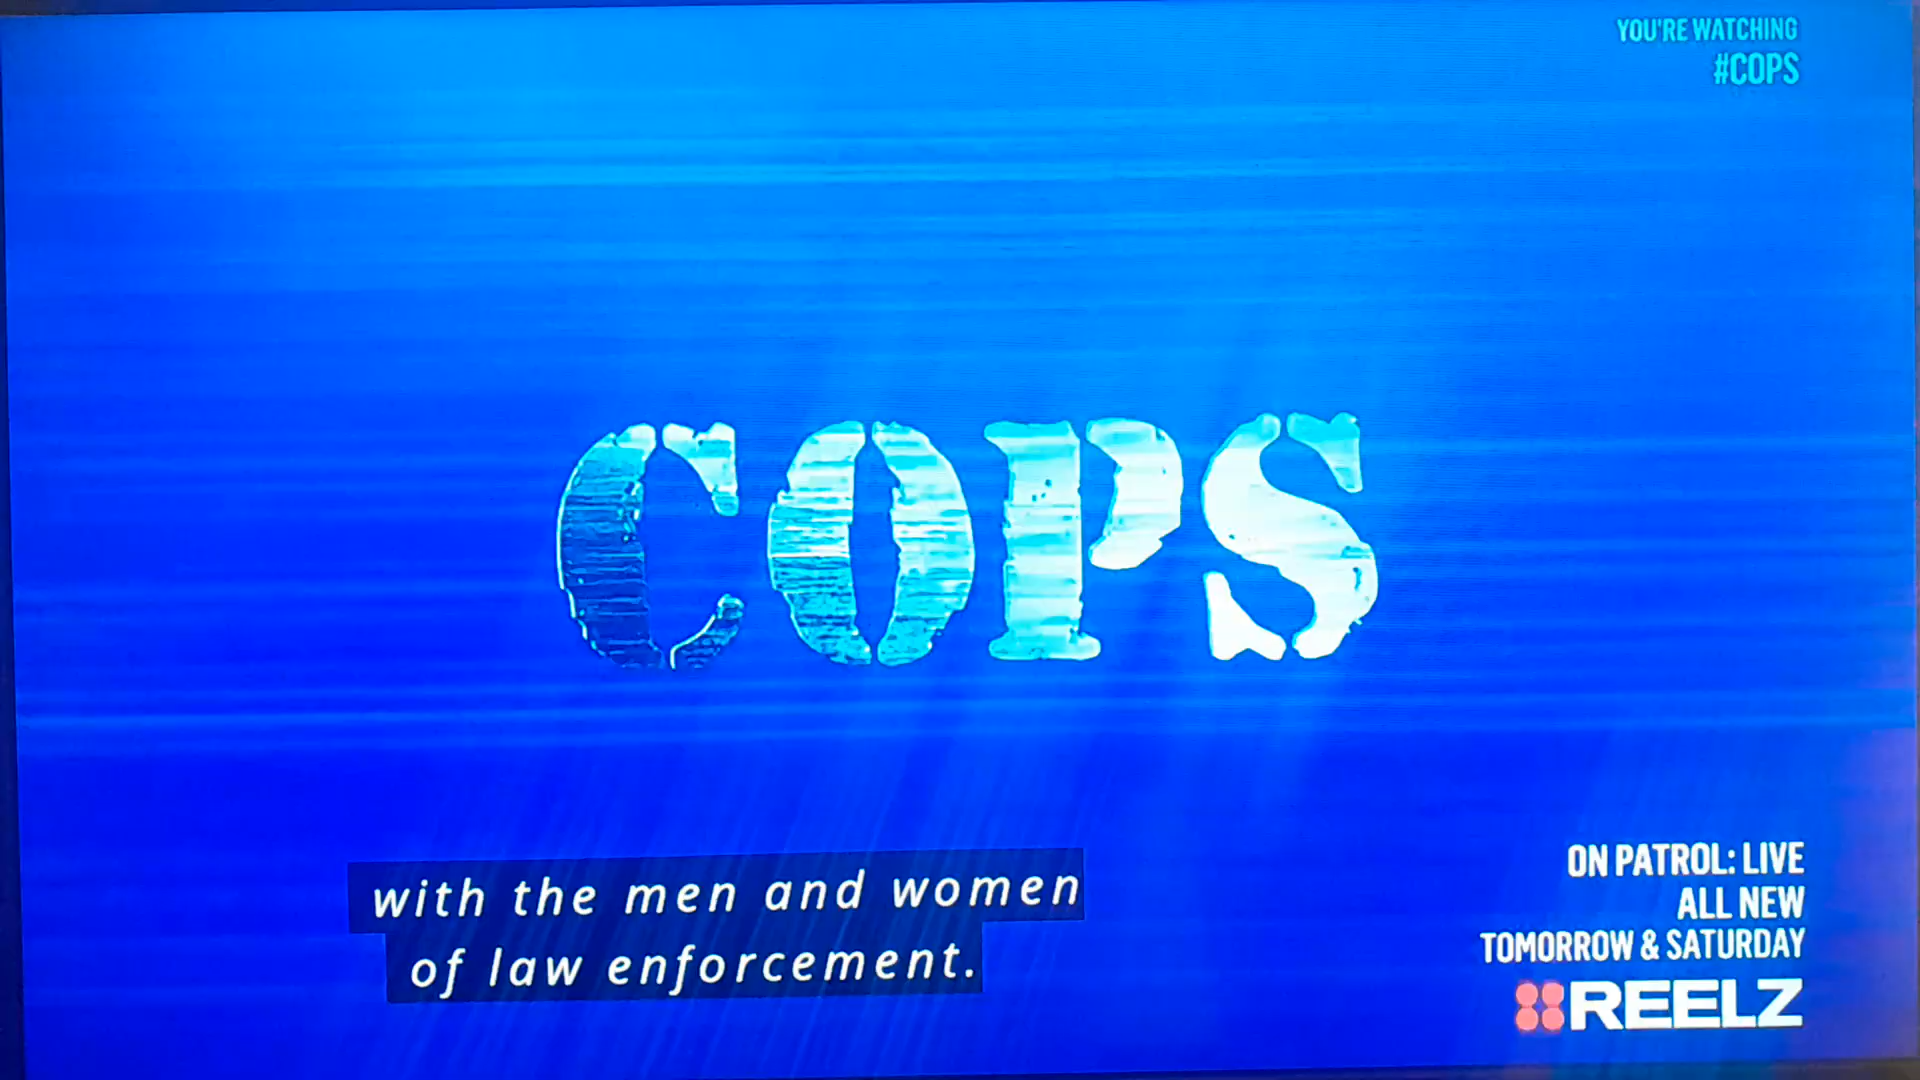 YOU'RE WATCHING
#COPS
COPS
with the men and women
of law enforcement.
ON PATROL: LIVE
ALL NEW
TOMORROW & SATURDAY
REELZ